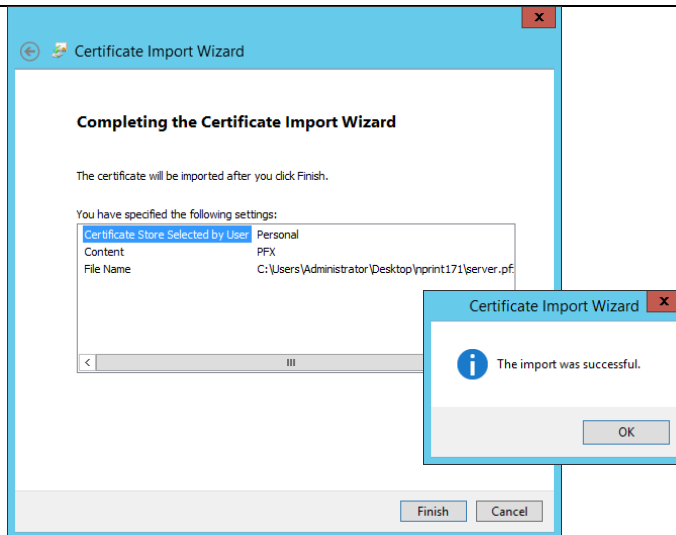 x
Certificate Import Wizard
Completing the Certificate Import Wizard
The certificate will be imported after you click Finish.
You have specified the following settings:
Certificate Store Selected by User Personal
Content PFX
File Name C:\Users\Administrator\Desktop\nprint171\server.pf
Certificate Import Wizard x
The import was successful.
OK
Finish Cancel